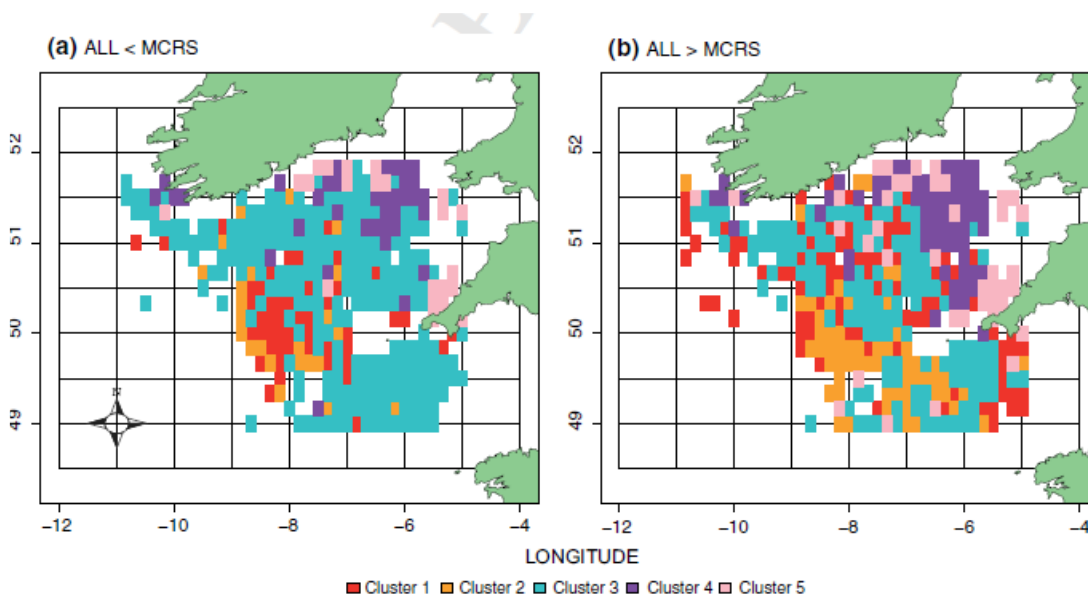 (a) ALL < MCRS
(b) ALL > MCRS
52
51
50
49
N
52
51
50
49
−12 −10 −8 −6 −4
−12 −10 −8 −6 −4
LONGITUDE
Cluster 1 Cluster 2 Cluster 3 Cluster 4 Cluster 5